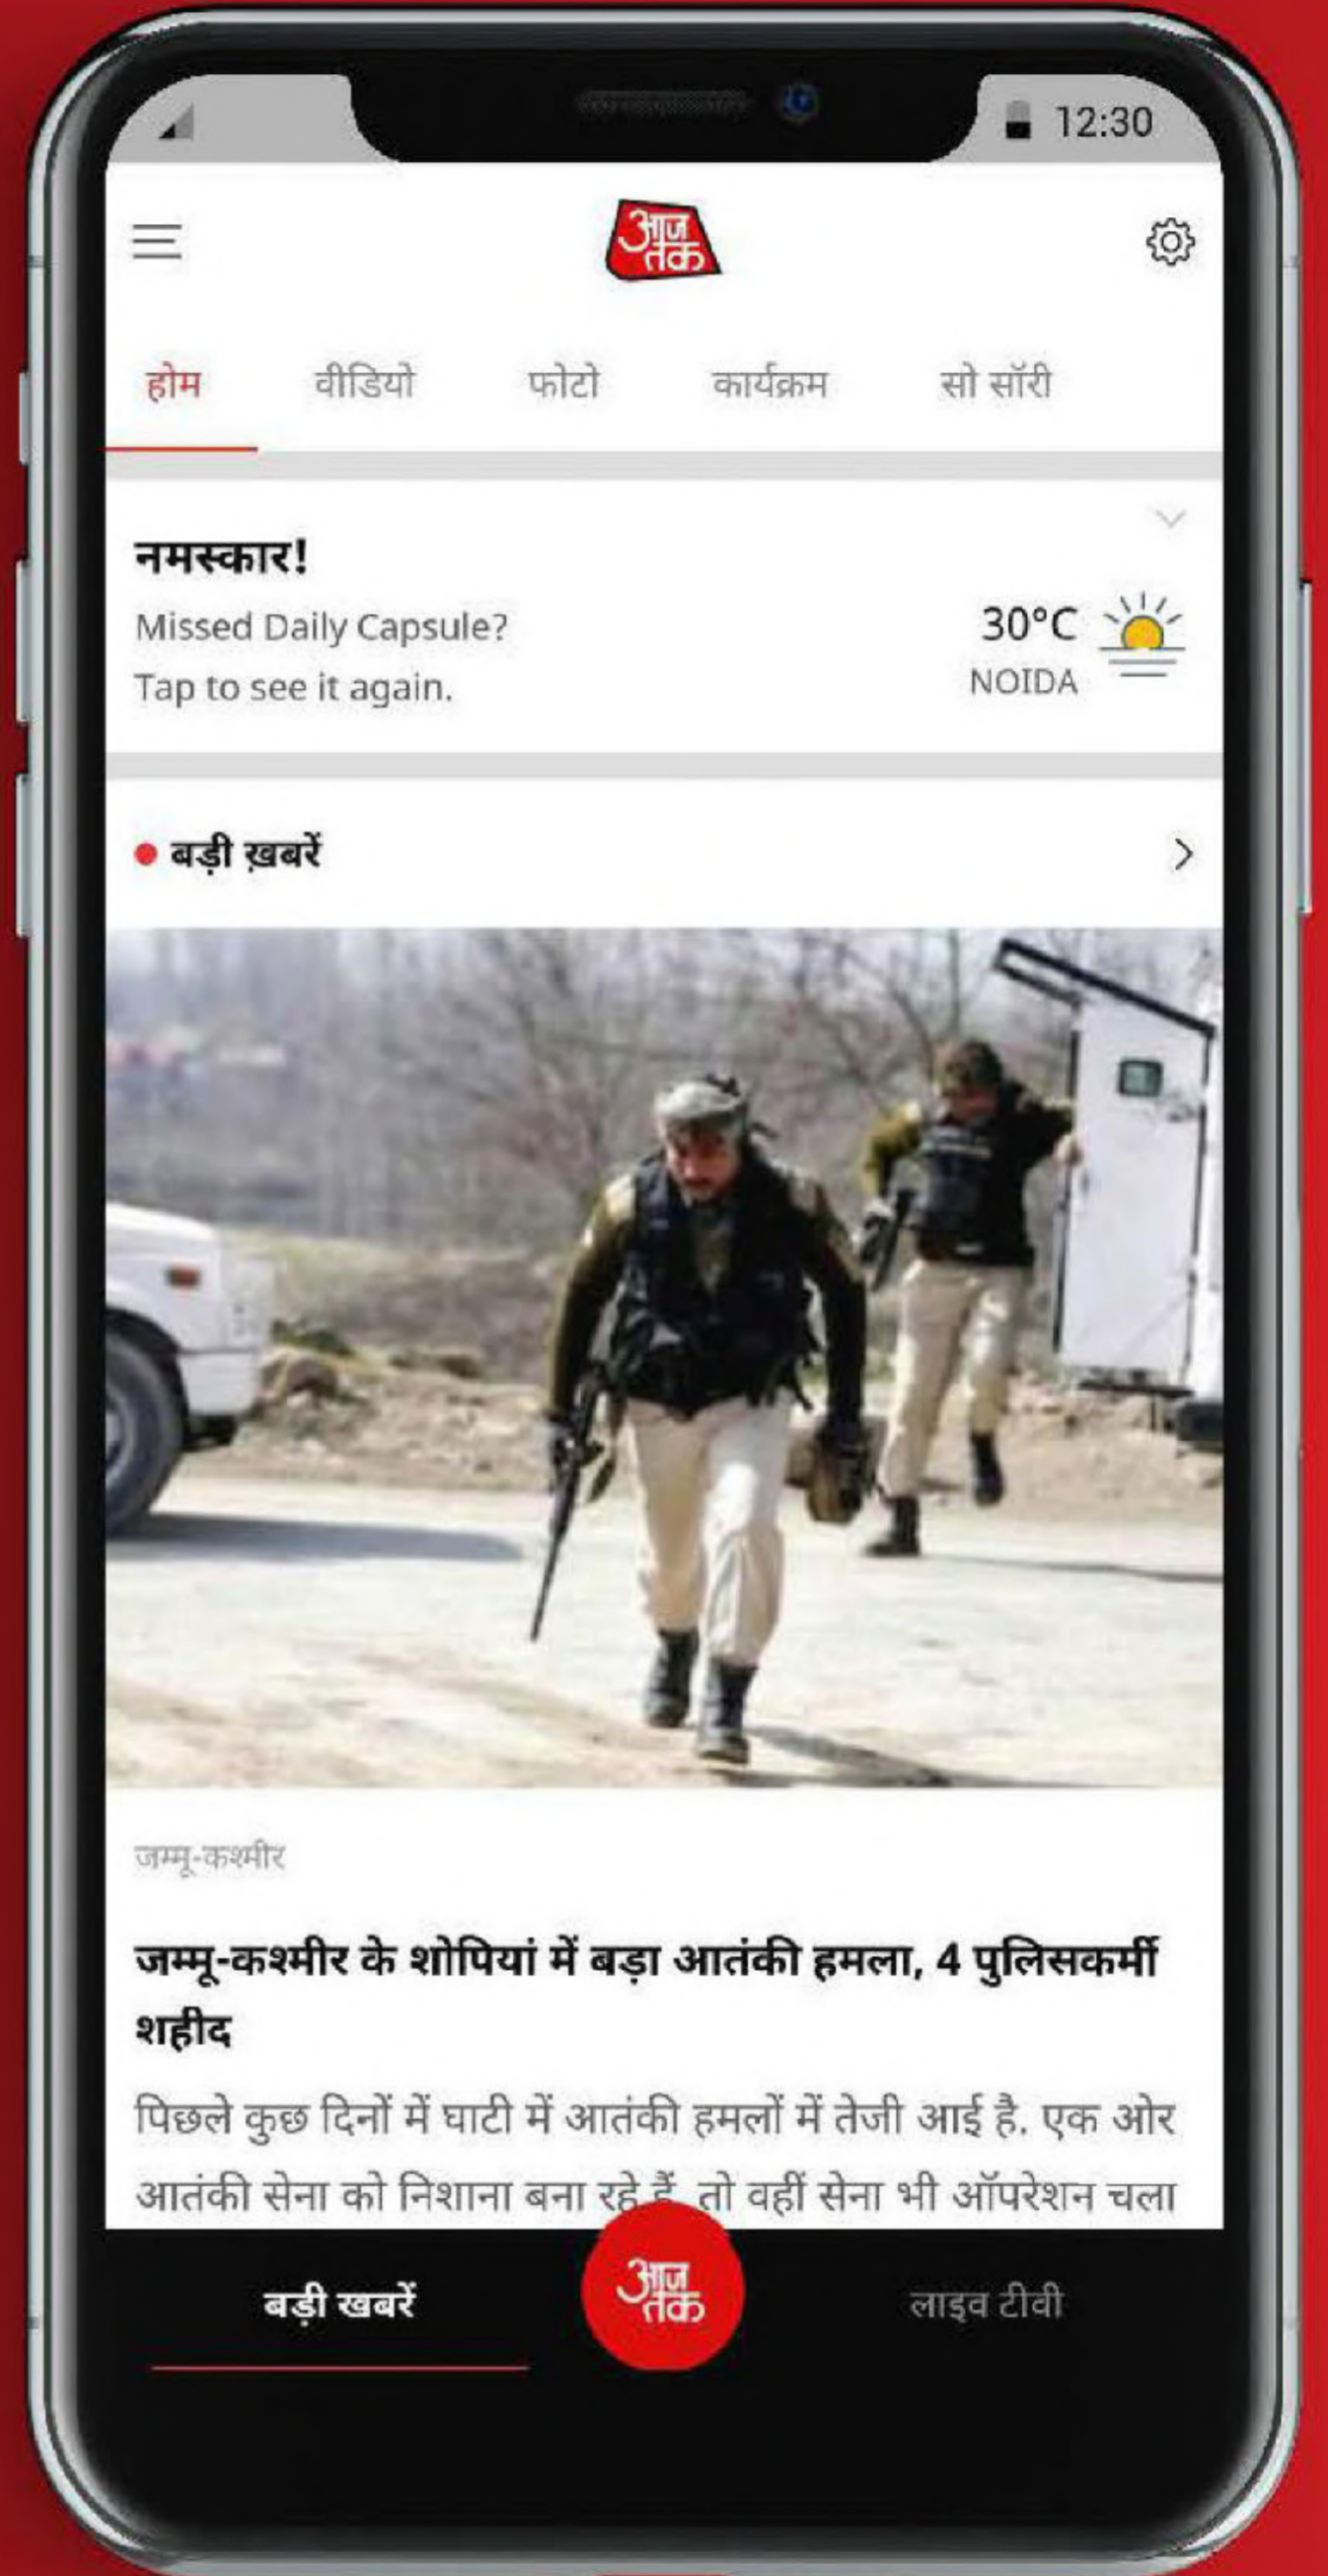 12:30
आज
तक
होम वीडियो फोटो कार्यक्रम सो सॉरी
नमस्कार!
Missed Daily Capsule?
Tap to see it again.
30°C
NOIDA
बड़ी ख़बरें
जम्मू-कश्मीर
जम्मू-कश्मीर के शोपियां में बड़ा आतंकी हमला, 4 पुलिसकर्मी
शहीद
पिछले कुछ दिनों में घाटी में आतंकी हमलों में तेजी आई है. एक ओर
आतंकी सेना को निशाना बना रहे हैं, तो वहीं सेना भी ऑपरेशन चला
बड़ी खबरें
आज
तक
लाइव टीवी